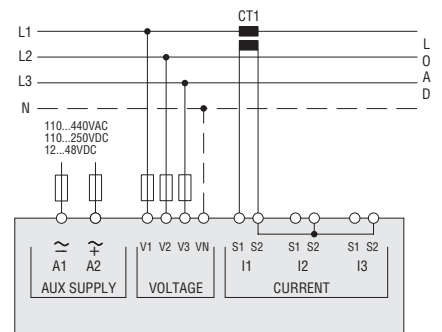 CT1
L1
L2
L3
N
L
O
A
D
110...440VAC
110...250VDC
12...48VDC
V1 V2 V3 VN S1 S2 S1 S2 S1 S2
A1 A2 I1 I2 I3
AUX SUPPLY VOLTAGE CURRENT